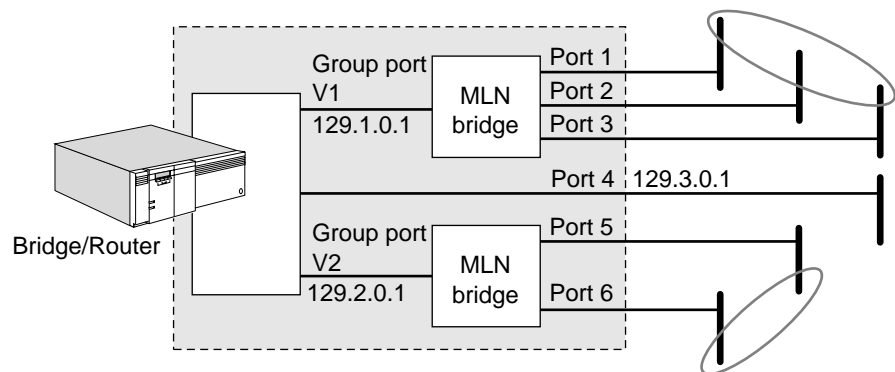 Group port
V1
129.1.0.1
MLN
bridge
Port 1
Port 2
Port 3
Port 4 129.3.0.1
Bridge/Router
Group port
V2
129.2.0.1
MLN
bridge
Port 5
Port 6